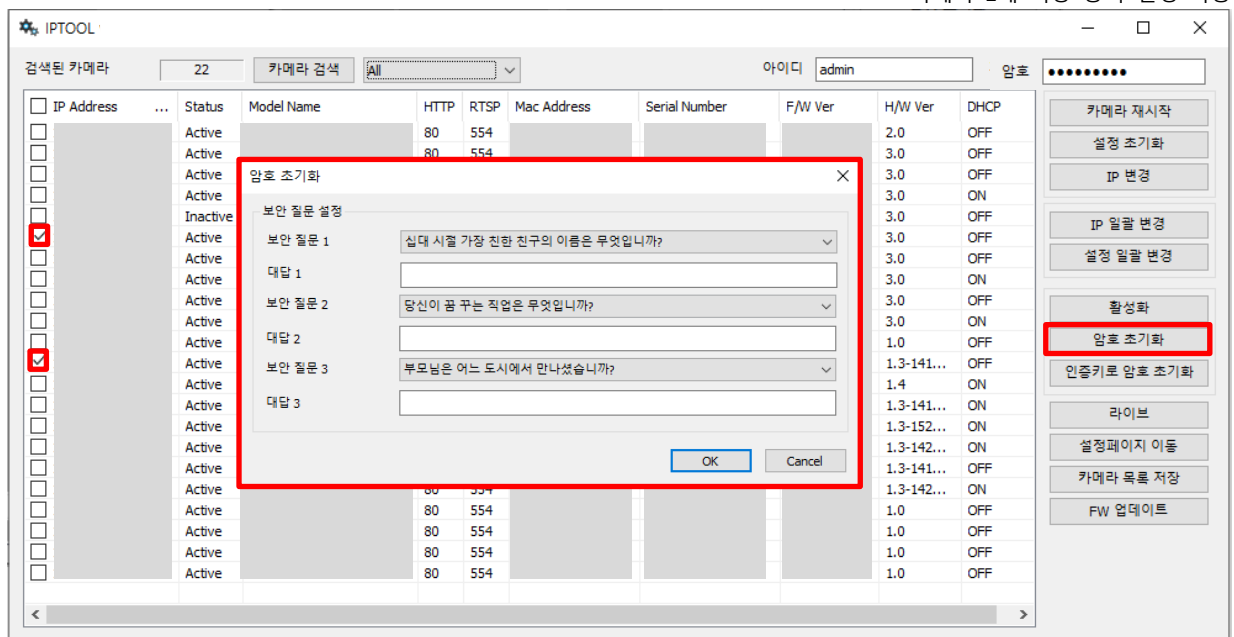 IPTOOL
검색된 카메라 22 카메라 검색 All 아이디 admin 암호 •••••••••
IP Address ... Status Model Name HTTP RTSP Mac Address Serial Number F/W Ver H/W Ver DHCP
Active 80 554 2.0 OFF
Active 80 554 3.0 OFF
Active 3.0 OFF
Active 3.0 ON
Inactive 3.0 OFF
Active 3.0 OFF
Active 3.0 OFF
Active 3.0 ON
Active 3.0 OFF
Active 3.0 ON
Active 1.0 OFF
Active 1.3-141... OFF
Active 1.4 ON
Active 1.3-141... ON
Active 1.3-152... ON
Active 1.3-142... ON
Active 1.3-141... OFF
Active 80 554 1.3-142... ON
Active 80 554 1.0 OFF
Active 80 554 1.0 OFF
Active 80 554 1.0 OFF
Active 80 554 1.0 OFF
암호 초기화
보안 질문 설정
보안 질문 1 십대 시절 가장 친한 친구의 이름은 무엇입니까?
대답 1
보안 질문 2 당신이 꿈 꾸는 직업은 무엇입니까?
대답 2
보안 질문 3 부모님은 어느 도시에서 만나셨습니까?
대답 3
OK Cancel
카메라 재시작
설정 초기화
IP 변경
IP 일괄 변경
설정 일괄 변경
활성화
암호 초기화
인증키로 암호 초기화
라이브
설정페이지 이동
카메라 목록 저장
FW 업데이트